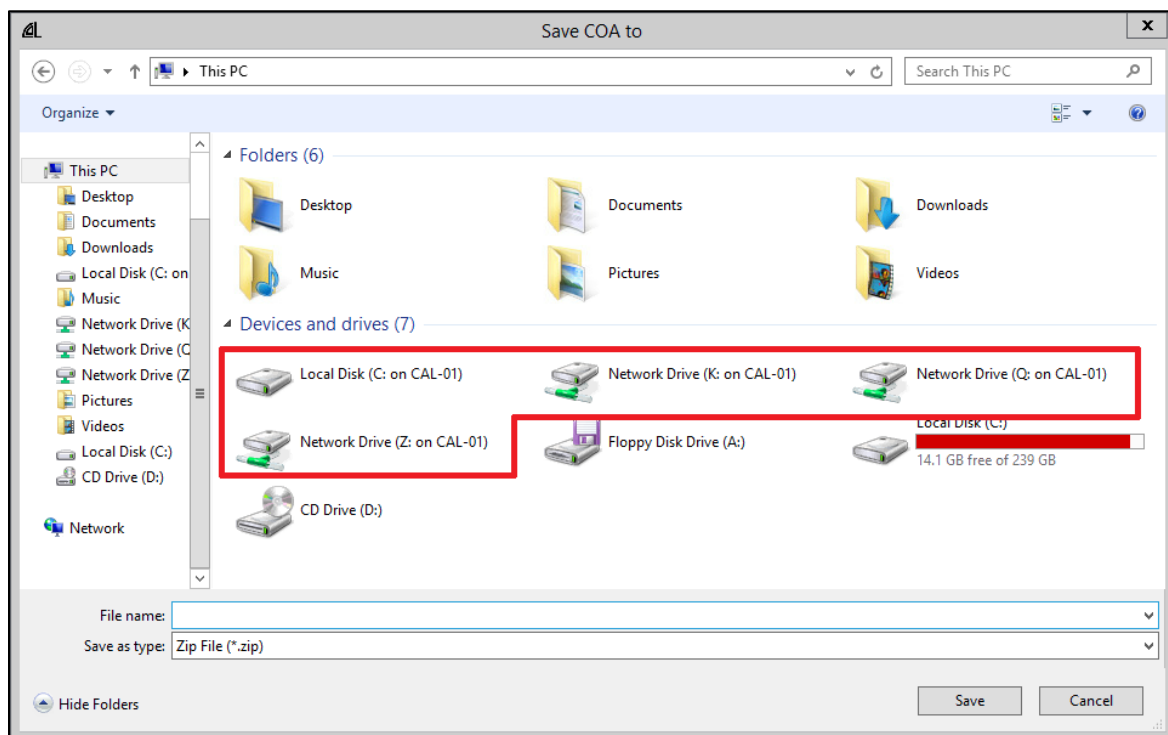 Save COA to
x
This PC
Search This PC
Organize
This PC
Desktop
Documents
Downloads
Local Disk (C: on
Music
Network Drive (K
Network Drive (Q
Network Drive (Z
Pictures
Videos
Local Disk (C:)
CD Drive (D:)
Network
Folders (6)
Desktop
Documents
Downloads
Music
Pictures
Videos
Devices and drives (7)
Local Disk (C: on CAL-01)
Network Drive (K: on CAL-01)
Network Drive (Q: on CAL-01)
Network Drive (Z: on CAL-01)
Floppy Disk Drive (A:)
Local Disk (C:)
14.1 GB free of 239 GB
CD Drive (D:)
File name:
Save as type: Zip File (*.zip)
Hide Folders
Save
Cancel